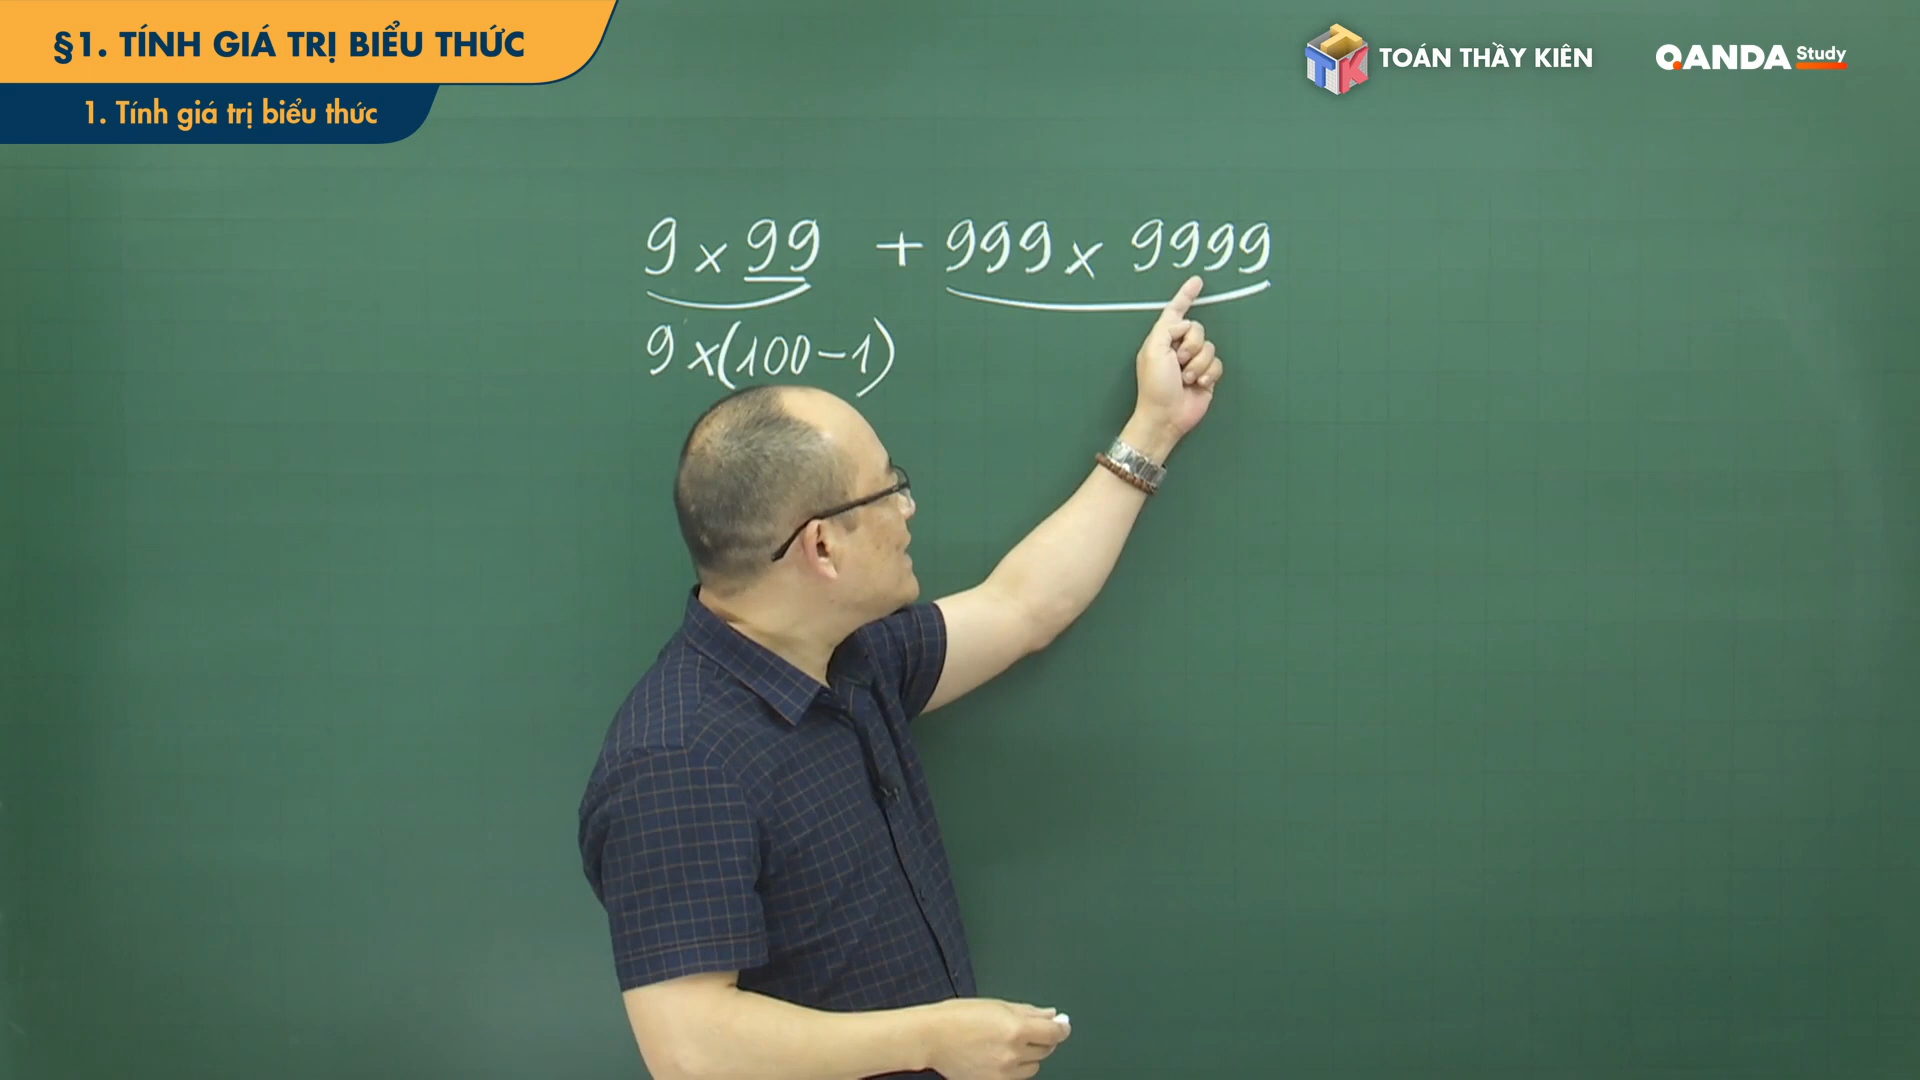 §1. TÍNH GIÁ TRỊ BIỂU THỨC
1. Tính giá trị biểu thức
TTK TOÁN THẦY KIÊN
QANDA Study
9 × 99 + 999 × 9999
9 ×(100-1)